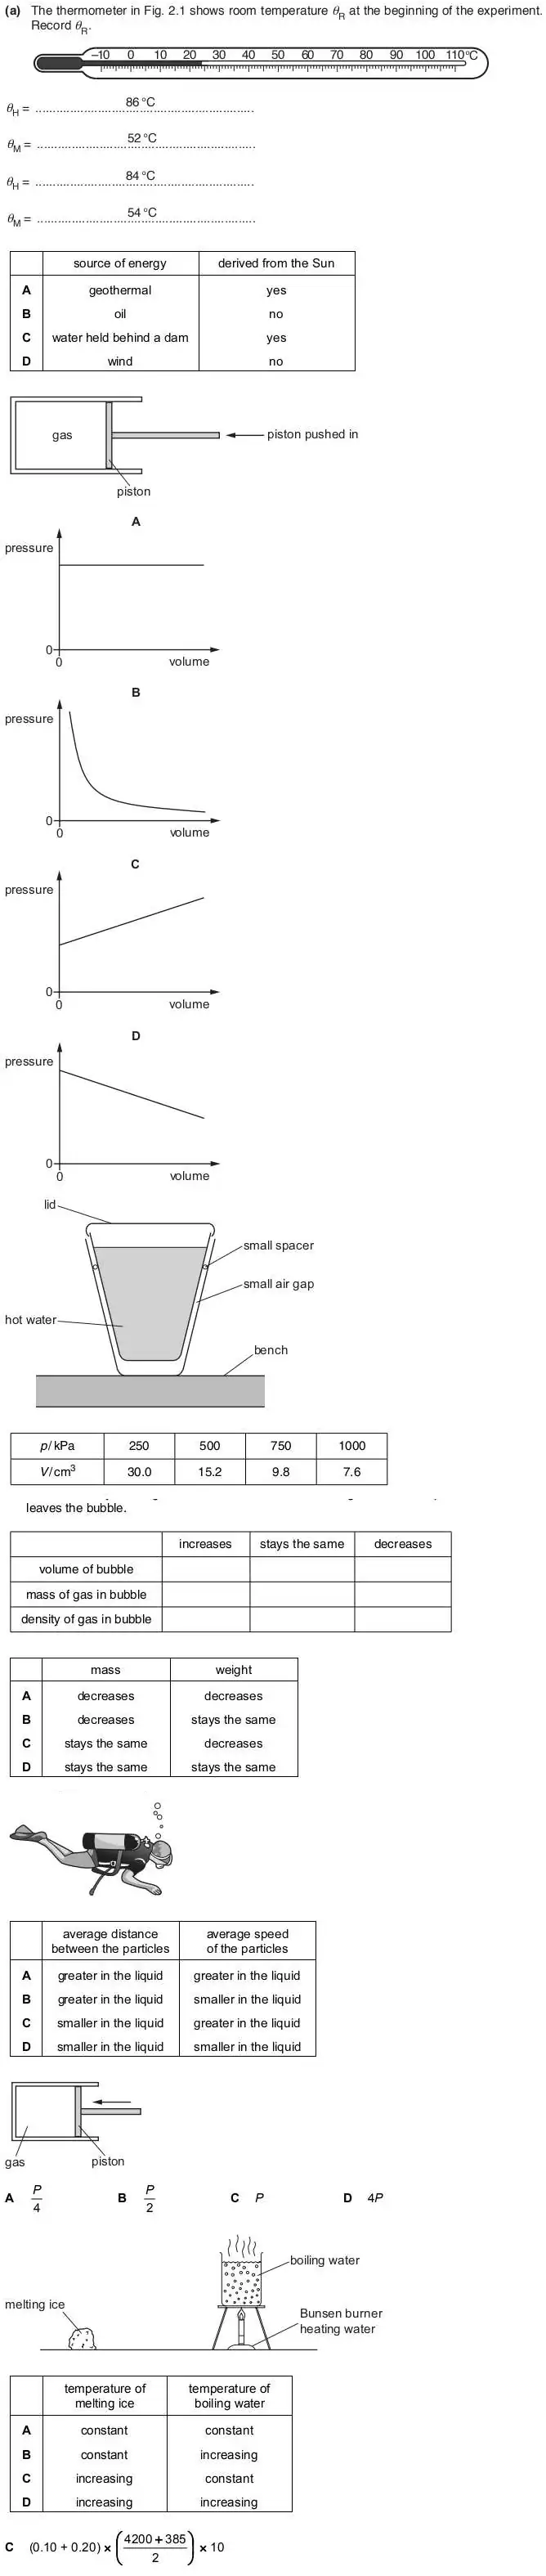 (a) The thermometer in Fig. 2.1 shows room temperature θR at the beginning of the experiment.
Record θR.
–10 0 10 20 30 40 50 60 70 80 90 100 110 °C
θH = 86 °C
θM = 52 °C
θH = 84 °C
θM = 54 °C
source of energy derived from the Sun
A geothermal yes
B oil no
C water held behind a dam yes
D wind no
gas
piston pushed in
piston
A
pressure
0
0
volume
B
pressure
0
0
volume
C
pressure
0
0
volume
D
pressure
0
0
volume
lid
small spacer
small air gap
hot water
bench
p/kPa 250 500 750 1000
V/cm³ 30.0 15.2 9.8 7.6
leaves the bubble.
increases stays the same decreases
volume of bubble
mass of gas in bubble
density of gas in bubble
mass weight
A decreases decreases
B decreases stays the same
C stays the same decreases
D stays the same stays the same
average distance average speed
between the particles of the particles
A greater in the liquid greater in the liquid
B greater in the liquid smaller in the liquid
C smaller in the liquid greater in the liquid
D smaller in the liquid smaller in the liquid
gas piston
A P/4 B P/2 C P D 4P
boiling water
melting ice
Bunsen burner
heating water
temperature of temperature of
melting ice boiling water
A constant constant
B constant increasing
C increasing constant
D increasing increasing
C (0.10 + 0.20) × ((4200 + 385)/2) × 10